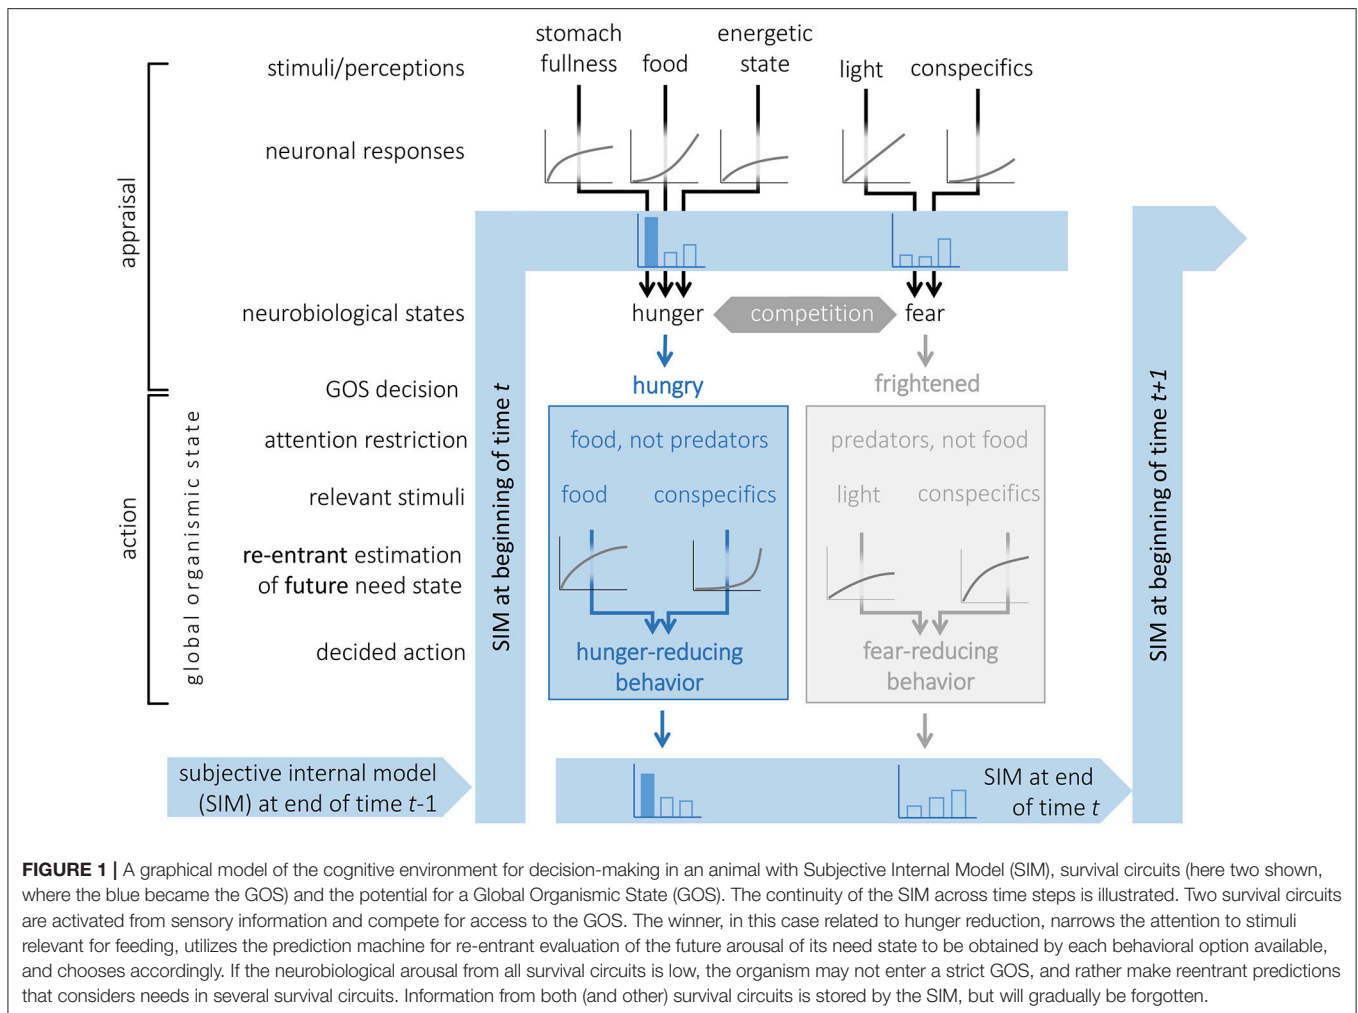 stomach
fullness
food
energetic
state
light
conspecifics
stimuli/perceptions
neuronal responses
appraisal
neurobiological states
hunger
competition
fear
GOS decision
hungry
frightened
action
global organismic state
attention restriction
food, not predators
predators, not food
relevant stimuli
food
conspecifics
light
conspecifics
re-entrant estimation
of future need state
decided action
hunger-reducing
behavior
fear-reducing
behavior
SIM at beginning of time t
SIM at beginning of time t+1
subjective internal model
(SIM) at end of time t-1
SIM at end
of time t
FIGURE 1 | A graphical model of the cognitive environment for decision-making in an animal with Subjective Internal Model (SIM), survival circuits (here two shown,
where the blue became the GOS) and the potential for a Global Organismic State (GOS). The continuity of the SIM across time steps is illustrated. Two survival circuits
are activated from sensory information and compete for access to the GOS. The winner, in this case related to hunger reduction, narrows the attention to stimuli
relevant for feeding, utilizes the prediction machine for re-entrant evaluation of the future arousal of its need state to be obtained by each behavioral option available,
and chooses accordingly. If the neurobiological arousal from all survival circuits is low, the organism may not enter a strict GOS, and rather make reentrant predictions
that considers needs in several survival circuits. Information from both (and other) survival circuits is stored by the SIM, but will gradually be forgotten.